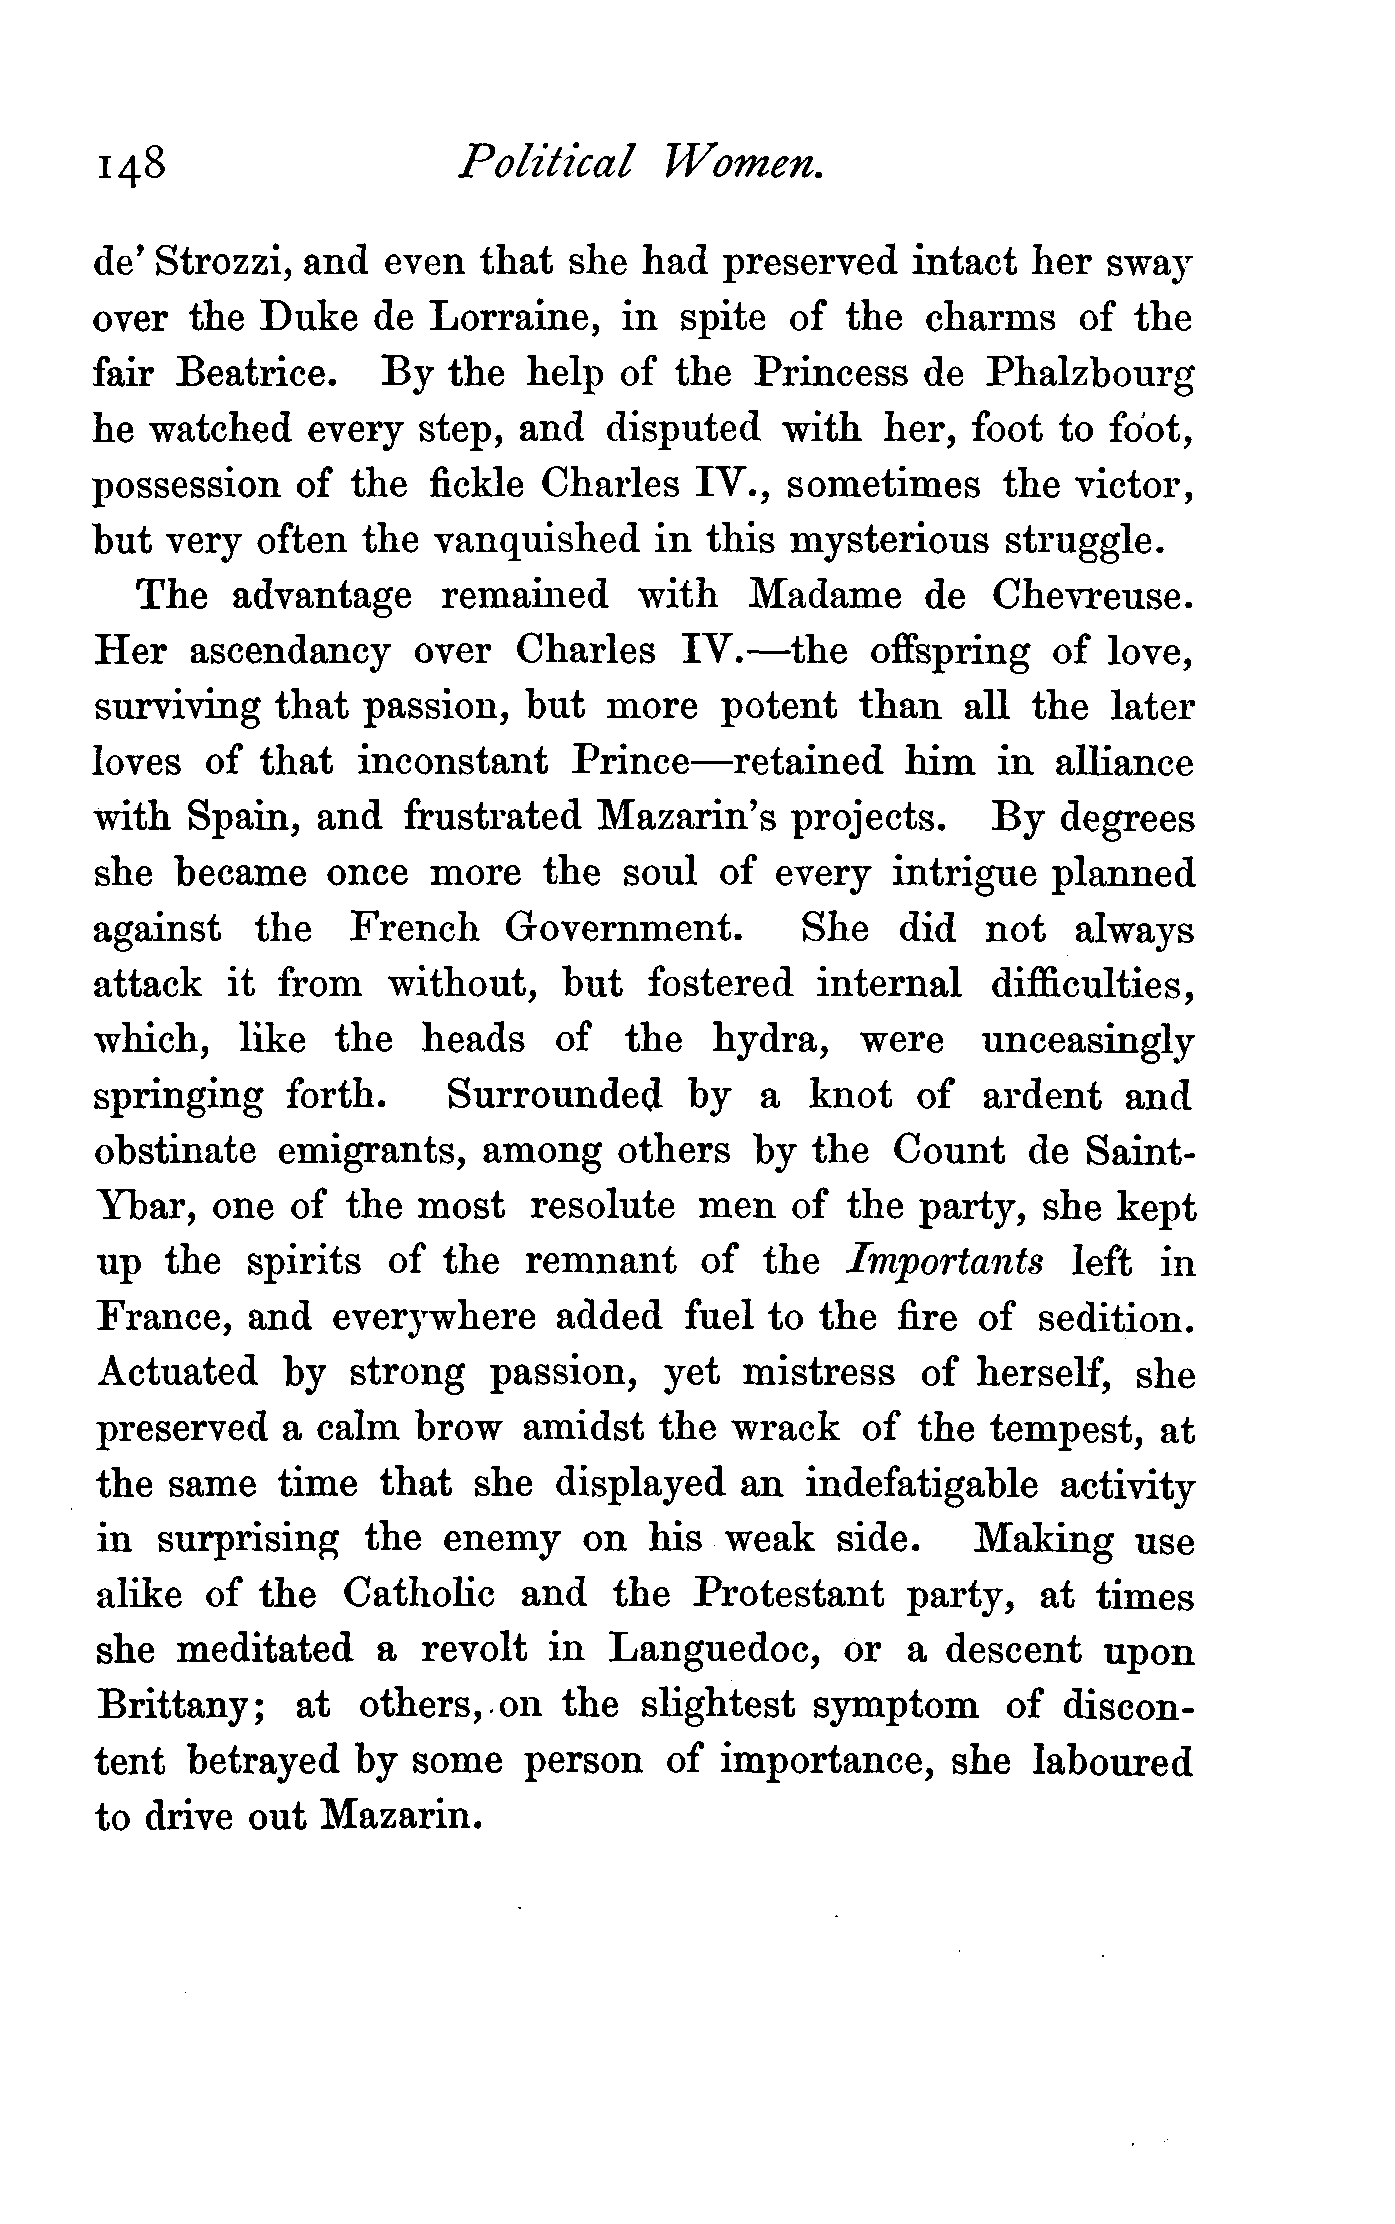 148 Political Women.
de' Strozzi, and even that she had preserved intact her sway
over the Duke de Lorraine, in spite of the charms of the
fair Beatrice. By the help of the Princess de Phalzbourg
he watched every step, and disputed with her, foot to foot,
possession of the fickle Charles IV., sometimes the victor,
but very often the vanquished in this mysterious struggle.
The advantage remained with Madame de Chevreuse.
Her ascendancy over Charles IV.—the offspring of love,
surviving that passion, but more potent than all the later
loves of that inconstant Prince—retained him in alliance
with Spain, and frustrated Mazarin's projects. By degrees
she became once more the soul of every intrigue planned
against the French Government. She did not always
attack it from without, but fostered internal difficulties,
which, like the heads of the hydra, were unceasingly
springing forth. Surrounded by a knot of ardent and
obstinate emigrants, among others by the Count de Saint-
Ybar, one of the most resolute men of the party, she kept
up the spirits of the remnant of the Importants left in
France, and everywhere added fuel to the fire of sedition.
Actuated by strong passion, yet mistress of herself, she
preserved a calm brow amidst the wrack of the tempest, at
the same time that she displayed an indefatigable activity
in surprising the enemy on his weak side. Making use
alike of the Catholic and the Protestant party, at times
she meditated a revolt in Languedoc, or a descent upon
Brittany; at others, on the slightest symptom of discon-
tent betrayed by some person of importance, she laboured
to drive out Mazarin.